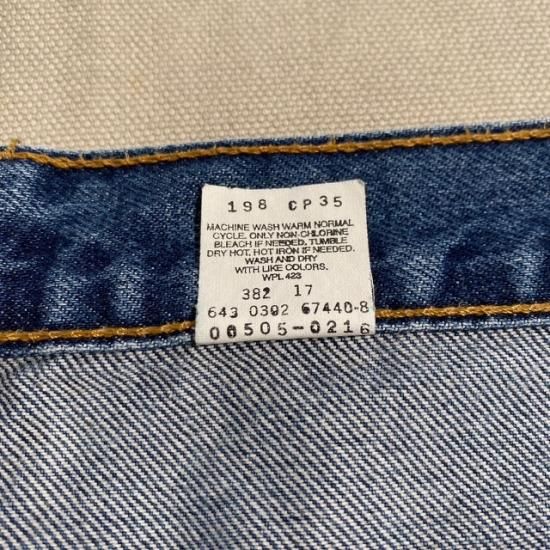 198 CP35
MACHINE WASH WARM NORMAL
CYCLE. ONLY NON-CHLORINE
BLEACH IF NEEDED, TUMBLE
DRY HOT. HOT IRON IF NEEDED.
WASH AND DRY
WITH LIKE COLORS.
WPL 423
382 17
643 0392 67440-8
00505-0216